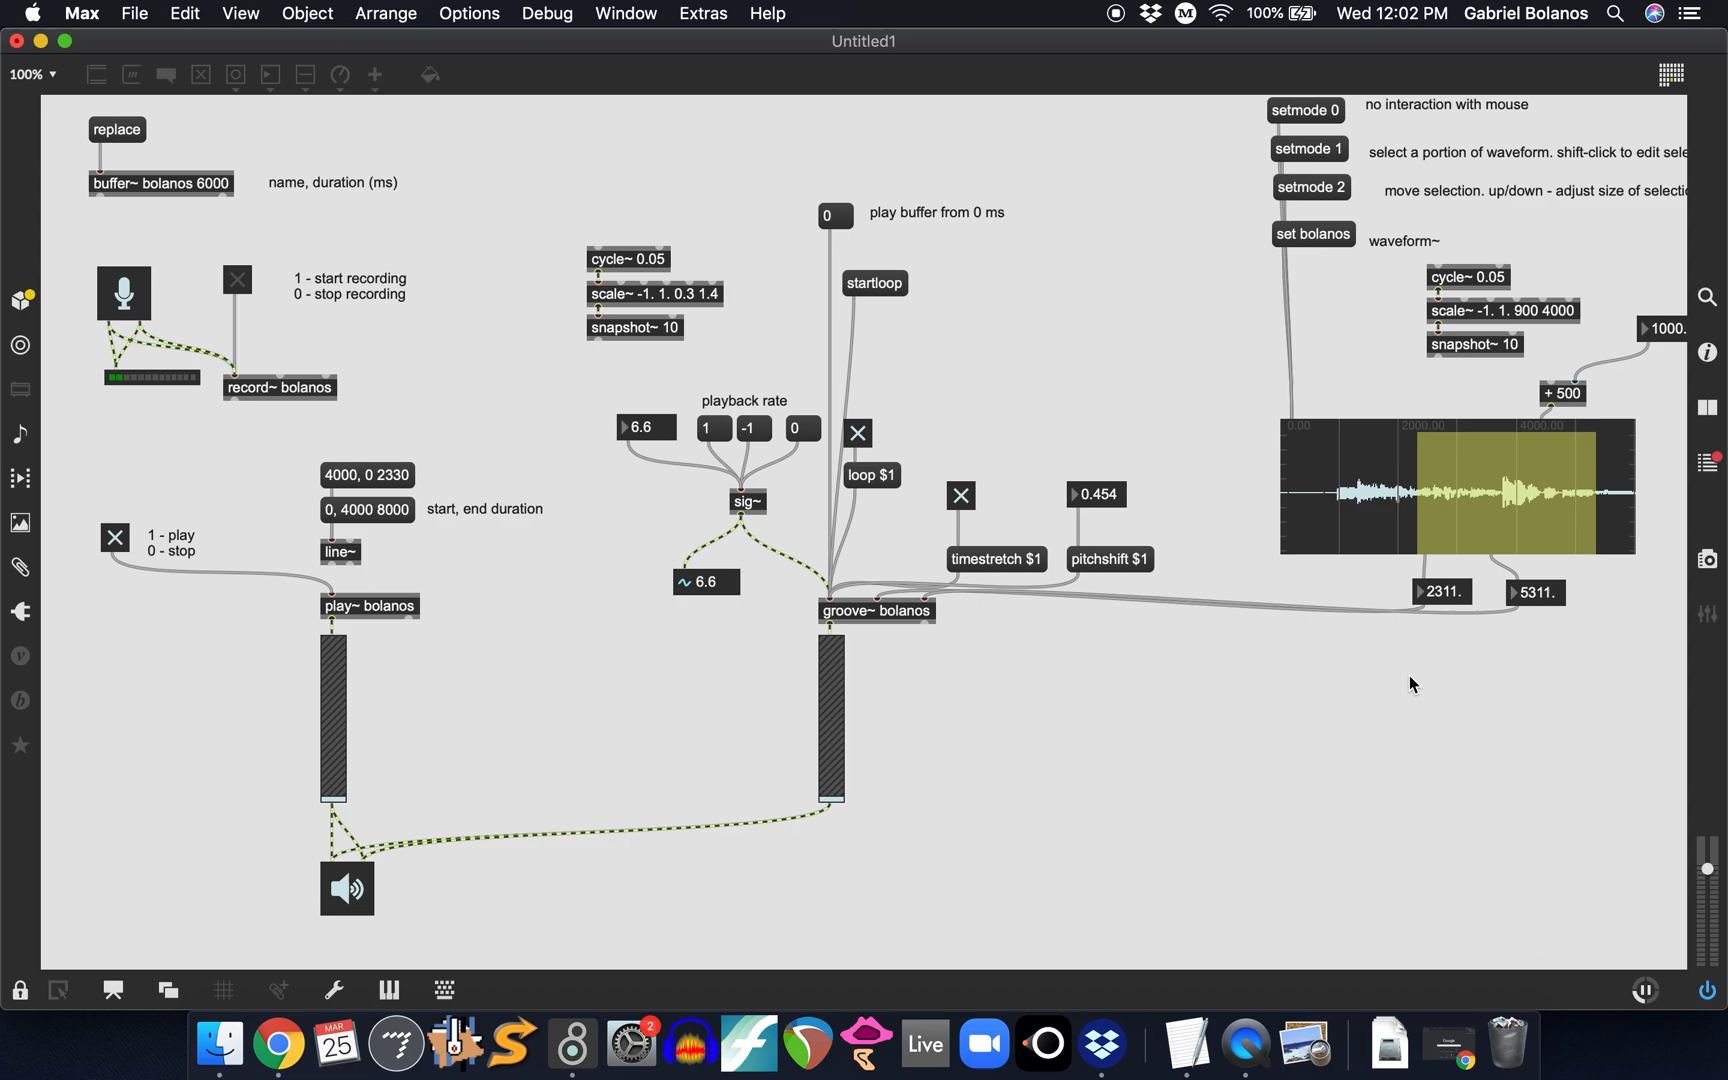 Max File Edit View Object Arrange Options Debug Window Extras Help
100% Wed 12:02 PM Gabriel Bolanos
Untitled1
100%
replace
buffer~ bolanos 6000
name, duration (ms)
1 - start recording
0 - stop recording
record~ bolanos
cycle~ 0.05
scale~ -1. 1. 0.3 1.4
snapshot~ 10
0
play buffer from 0 ms
startloop
playback rate
6.6
1
-1
0
loop $1
sig~
6.6
4000, 0 2330
0, 4000 8000
start, end duration
line~
1 - play
0 - stop
play~ bolanos
timestretch $1
0.454
pitchshift $1
groove~ bolanos
setmode 0
no interaction with mouse
setmode 1
select a portion of waveform. shift-click to edit sele
setmode 2
move selection. up/down - adjust size of selecti
set bolanos
waveform~
cycle~ 0.05
scale~ -1. 1. 900 4000
snapshot~ 10
1000.
+ 500
0.00
2000.00
4000.00
2311.
5311.
MAR
25
2
Live